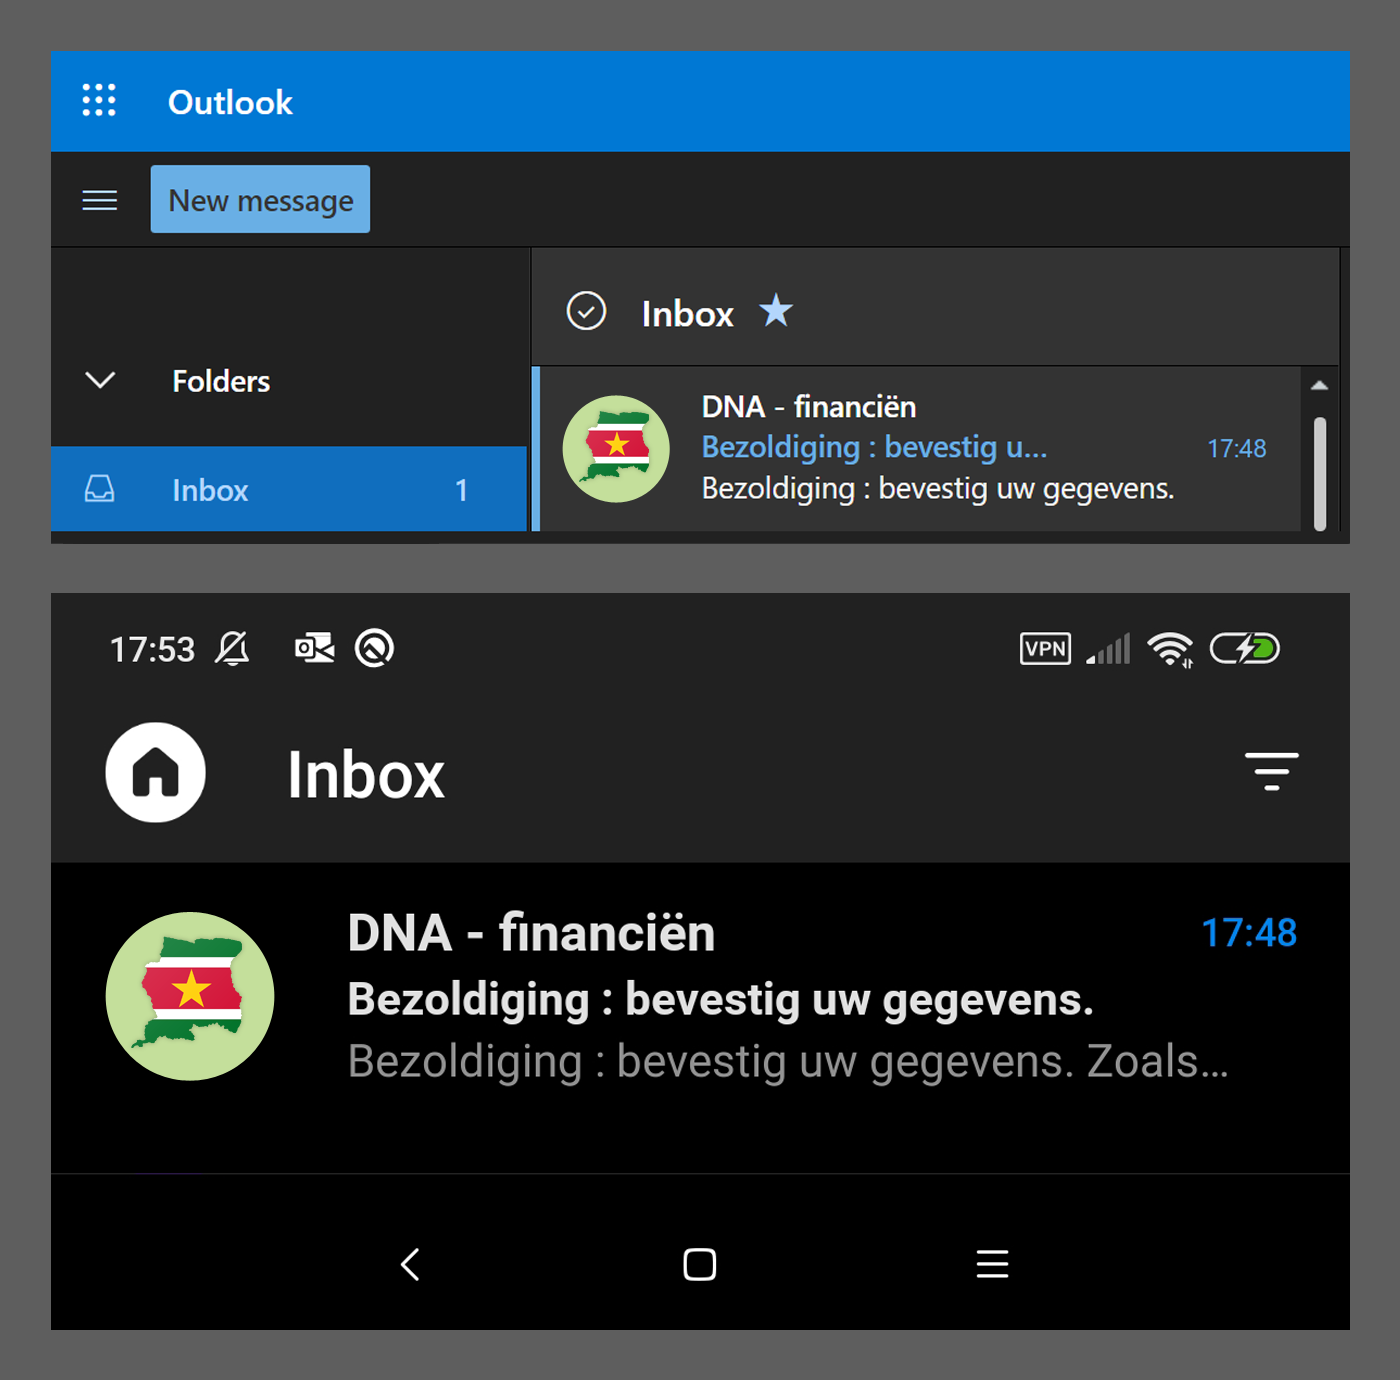 Outlook
New message
Inbox
Folders
DNA - financiën
Bezoldiging : bevestig u...
17:48
Bezoldiging : bevestig uw gegevens.
Inbox
1
17:53
VPN
Inbox
DNA - financiën
17:48
Bezoldiging : bevestig uw gegevens.
Bezoldiging : bevestig uw gegevens. Zoals...